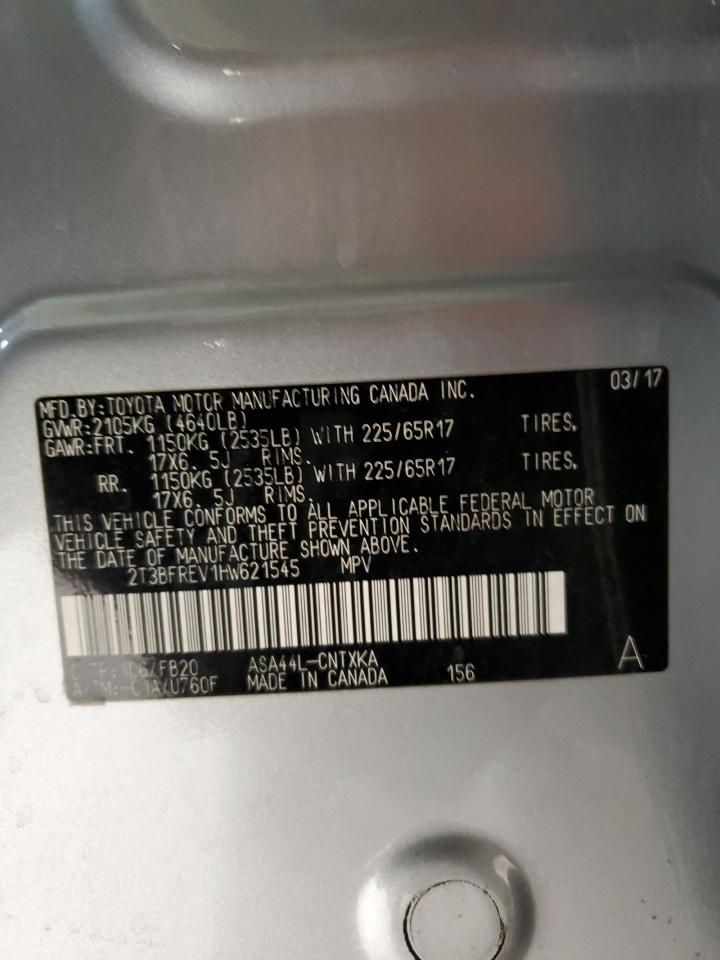 03/17
MFD.BY:TOYOTA MOTOR MANUFACTURING CANADA INC.
GVWR:2105KG (4640LB)
GAWR:FRT. 1150KG (2535LB) WITH 225/65R17 TIRES,
17X6. 5J RIMS.
RR. 1150KG (2535LB) WITH 225/65R17 TIRES,
17X6. 5J RIMS.
THIS VEHICLE CONFORMS TO ALL APPLICABLE FEDERAL MOTOR
VEHICLE SAFETY AND THEFT PREVENTION STANDARDS IN EFFECT ON
THE DATE OF MANUFACTURE SHOWN ABOVE.
2T3BFREV1HW621545 MPV
ASA44L-CNTXKA
MADE IN CANADA 156 A